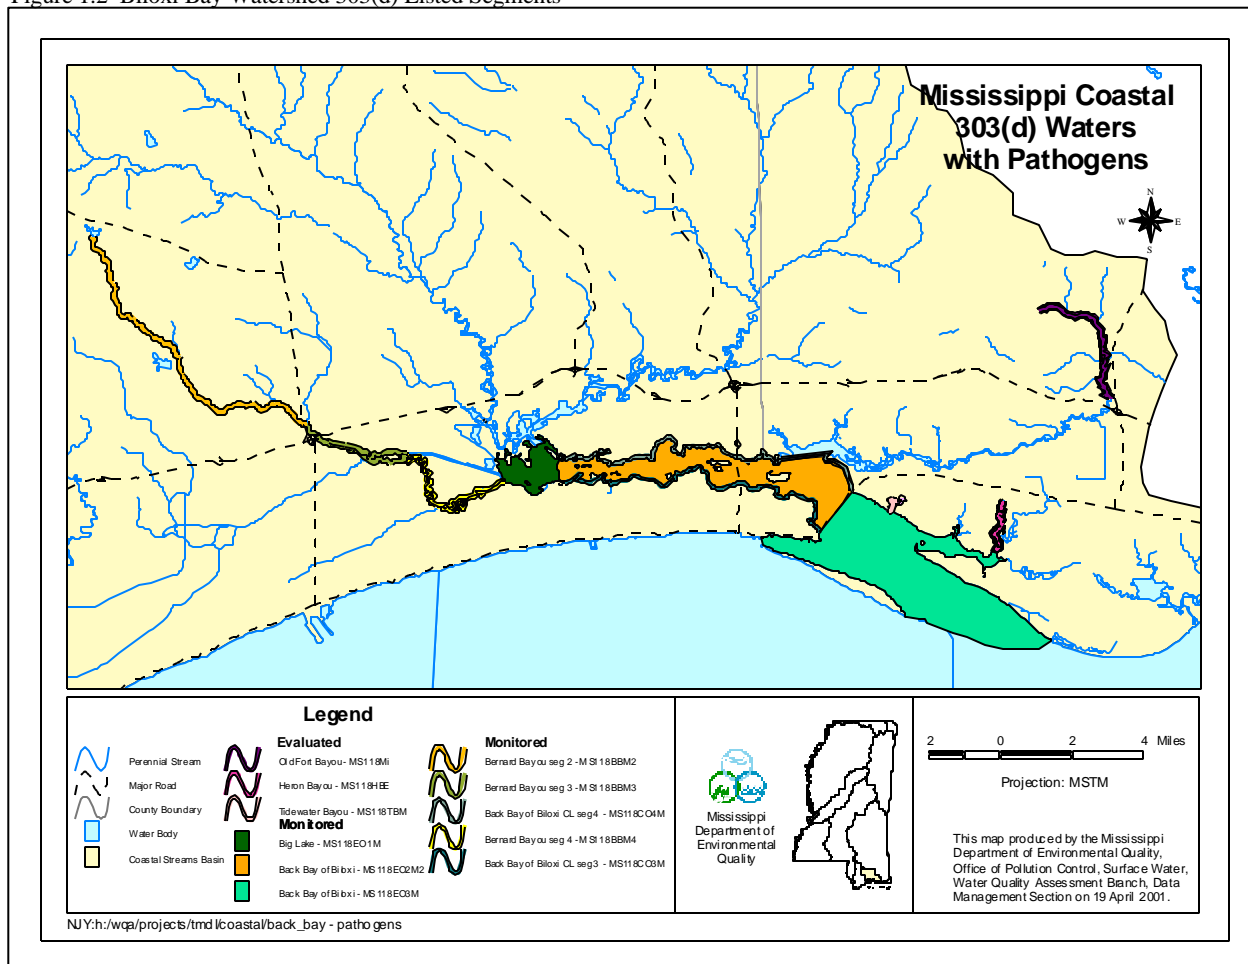 Figure 1.2 Biloxi Bay Watershed 303(d) Listed Segments
Mississippi Coastal
303(d) Waters
with Pathogens
N
W
E
S
Legend
Perennial Stream
Major Road
County Boundary
Water Body
Coastal Streams Basin
Evaluated
Old Fort Bayou - MS118Mi
Heron Bayou - MS118HBE
Tidewater Bayou - MS118TBM
Monitored
Big Lake - MS118EO1M
Back Bay of Biloxi - MS118EO2M2
Back Bay of Biloxi - MS118EO3M
Monitored
Bernard Bayou seg 2 - MS118BBM2
Bernard Bayou seg 3 - MS118BBM3
Back Bay of Biloxi CL seg 4 - MS118CO4M
Bernard Bayou seg 4 - MS118BBM4
Back Bay of Biloxi CL seg 3 - MS118CO3M
Mississippi
Department of
Environmental
Quality
2 0 2 4 Miles
Projection: MSTM
This map produced by the Mississippi
Department of Environmental Quality,
Office of Pollution Control, Surface Water,
Water Quality Assessment Branch, Data
Management Section on 19 April 2001.
NJY:h:/wqa/projects/tmdl/coastal/back_bay - pathogens